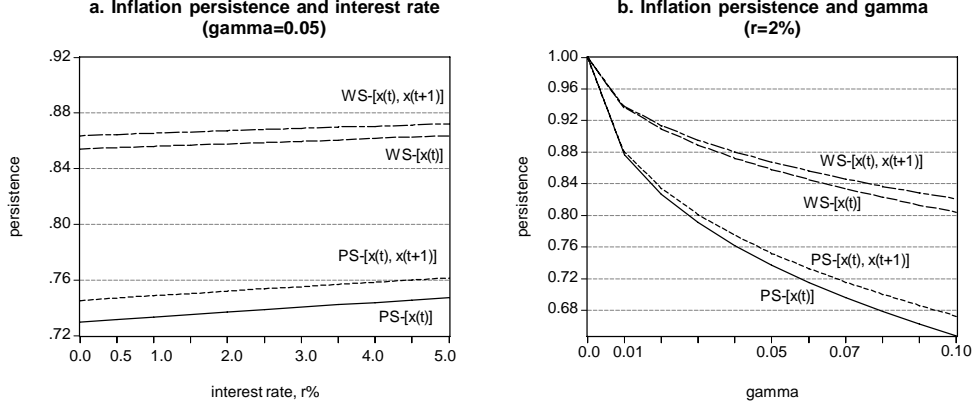 a. Inflation persistence and interest rate
(gamma=0.05)
persistence
.92
.88
.84
.80
.76
.72
WS-[x(t), x(t+1)]
WS-[x(t)]
PS-[x(t), x(t+1)]
PS-[x(t)]
0.0 0.5 1.0 2.0 3.0 4.0 5.0
interest rate, r%
b. Inflation persistence and gamma
(r=2%)
persistence
1.00
0.96
0.92
0.88
0.84
0.80
0.76
0.72
0.68
WS-[x(t), x(t+1)]
WS-[x(t)]
PS-[x(t), x(t+1)]
PS-[x(t)]
0.0 0.01 0.05 0.07 0.10
gamma